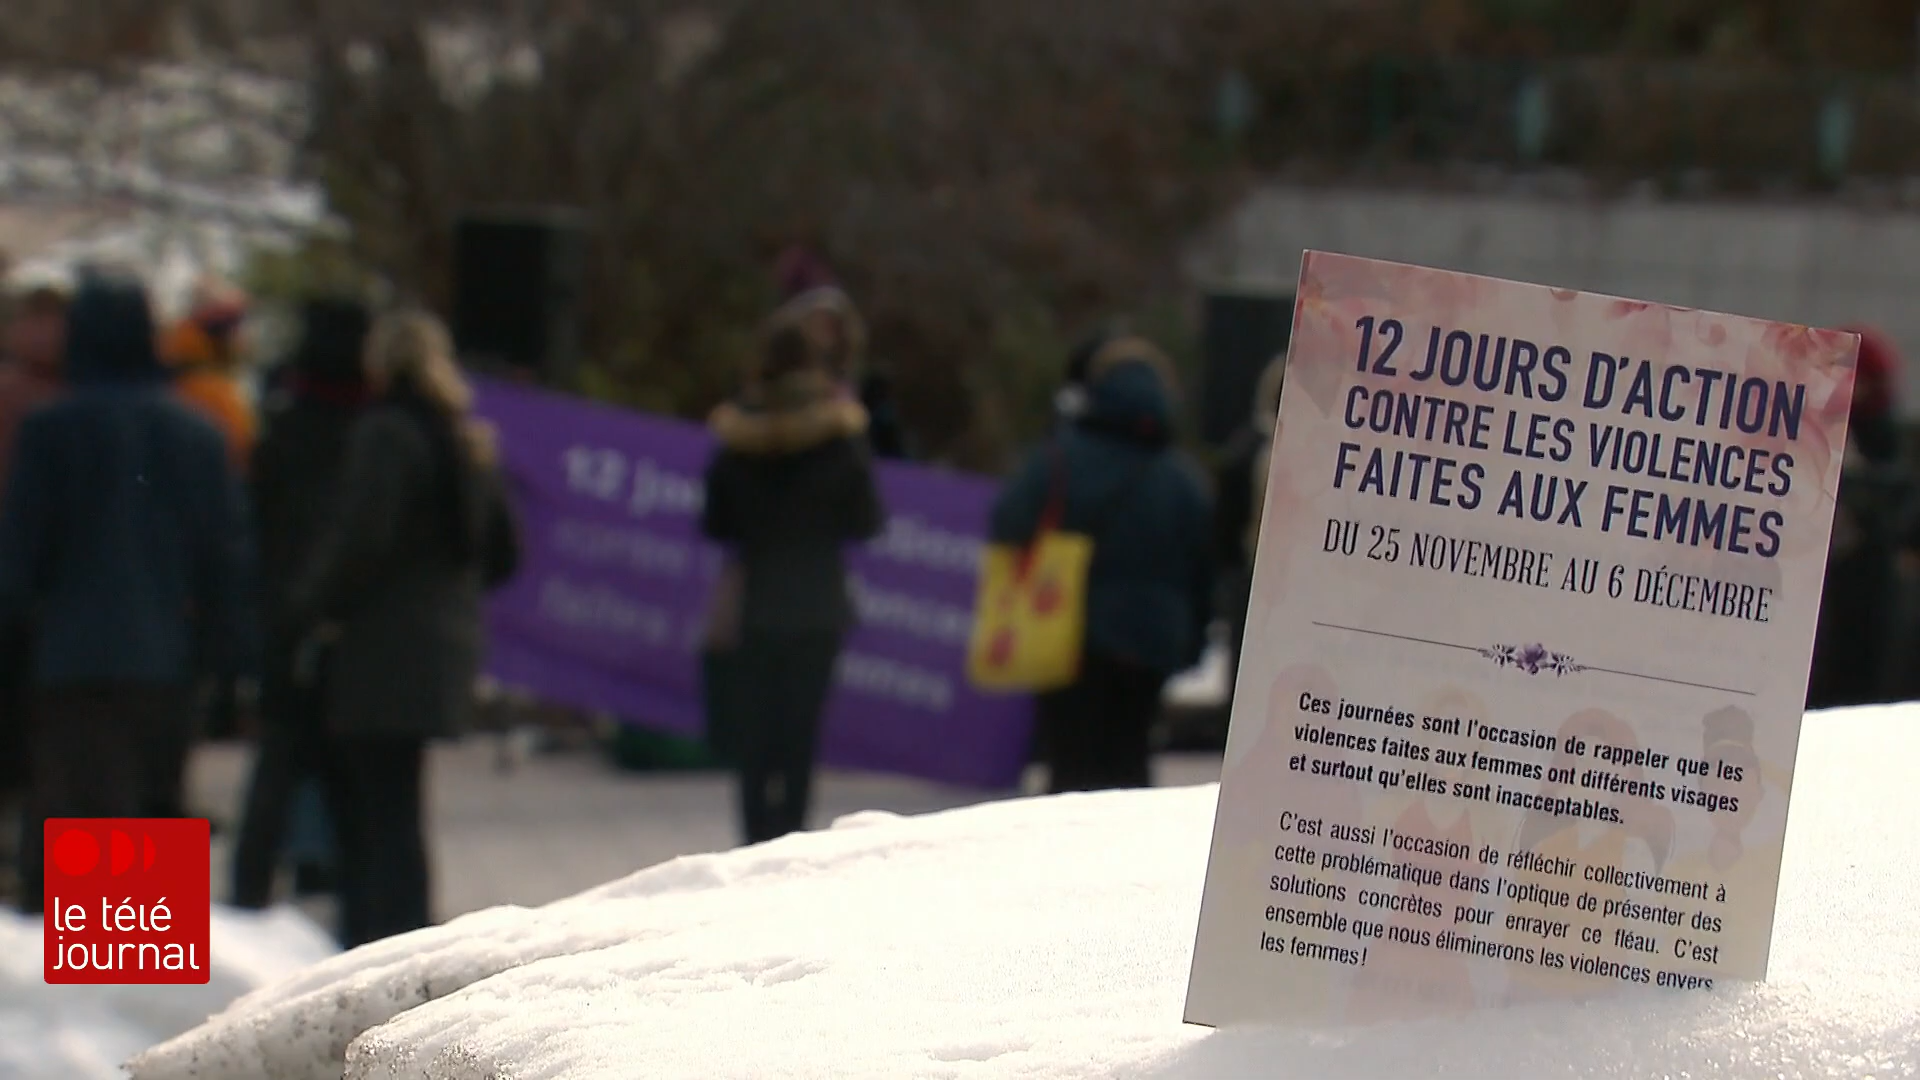 12 JOURS D'ACTION
CONTRE LES VIOLENCES
FAITES AUX FEMMES
DU 25 NOVEMBRE AU 6 DÉCEMBRE
Ces journées sont l'occasion de rappeler que les
violences faites aux femmes ont différents visages
et surtout qu'elles sont inacceptables.
C'est aussi l'occasion de réfléchir collectivement à
cette problématique dans l'optique de présenter des
solutions concrètes pour enrayer ce fléau. C'est
ensemble que nous éliminerons les violences envers
les femmes!
12 jou
faites
le télé
journal